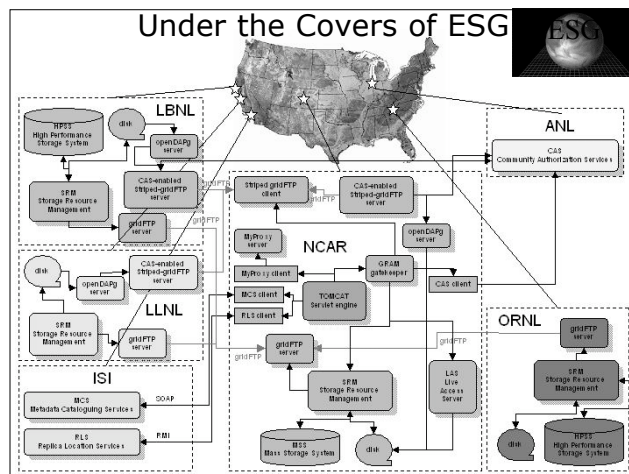 Under the Covers of ESG
ESG
LBNL
HPSS
High Performance
Storage System
disk
openDAPg
server
CAS-enabled
Striped-gridFTP
server
SRM
Storage Resource
Management
gridFTP
server
gridFTP
LLNL
disk
openDAPg
server
CAS-enabled
Striped-gridFTP
server
SRM
Storage Resource
Management
gridFTP
server
gridFTP
ISI
MCS
Metadata Cataloguing Services
SOAP
RLS
Replica Location Services
RMI
NCAR
Striped gridFTP
client
gridFTP
CAS-enabled
Striped-gridFTP
server
openDAPg
server
MyProxy
server
MyProxy client
GRAM
gatekeeper
CAS client
MCS client
RLS client
TOMCAT
Servlet engine
gridFTP
server
SRM
Storage Resource
Management
LAS
Live
Access
Server
MSS
Mass Storage System
disk
ANL
CAS
Community Authorization Services
ORNL
gridFTP
gridFTP
server
SRM
Storage Resource
Management
disk
HPSS
High Performance
Storage System